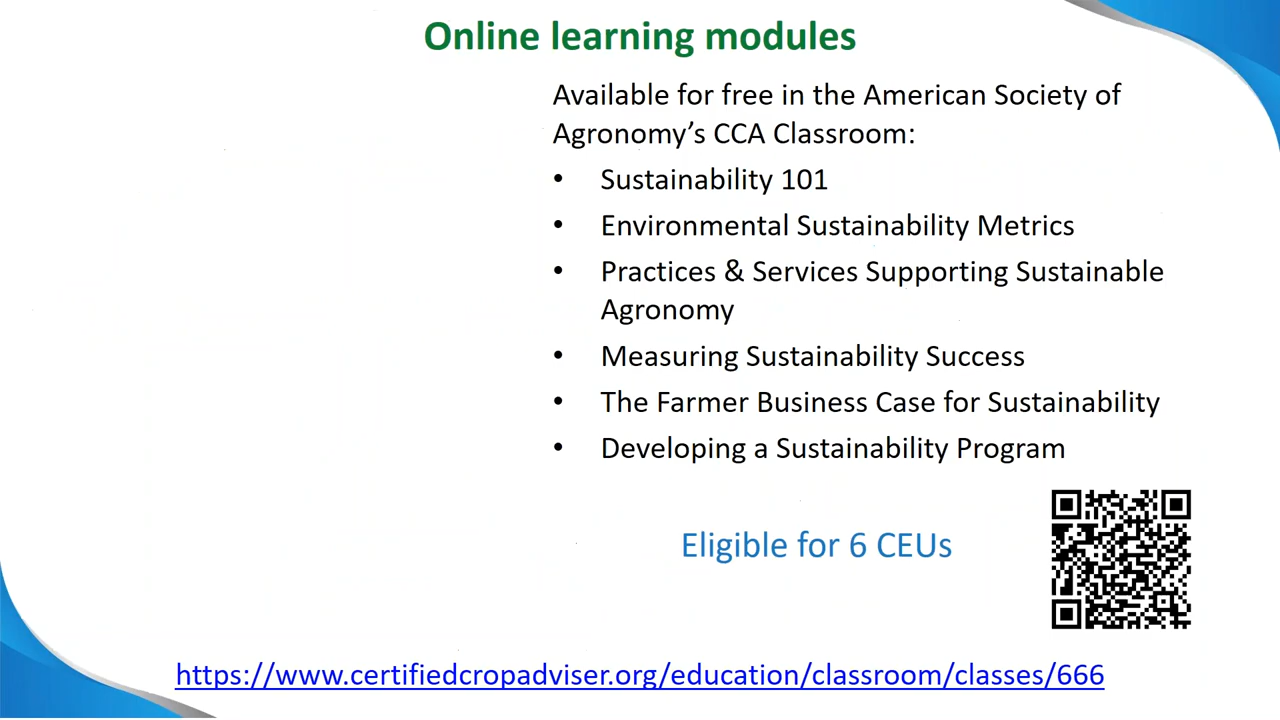 Online learning modules
Available for free in the American Society of
Agronomy’s CCA Classroom:
• Sustainability 101
• Environmental Sustainability Metrics
• Practices & Services Supporting Sustainable
Agronomy
• Measuring Sustainability Success
• The Farmer Business Case for Sustainability
• Developing a Sustainability Program
Eligible for 6 CEUs
https://www.certifiedcropadviser.org/education/classroom/classes/666